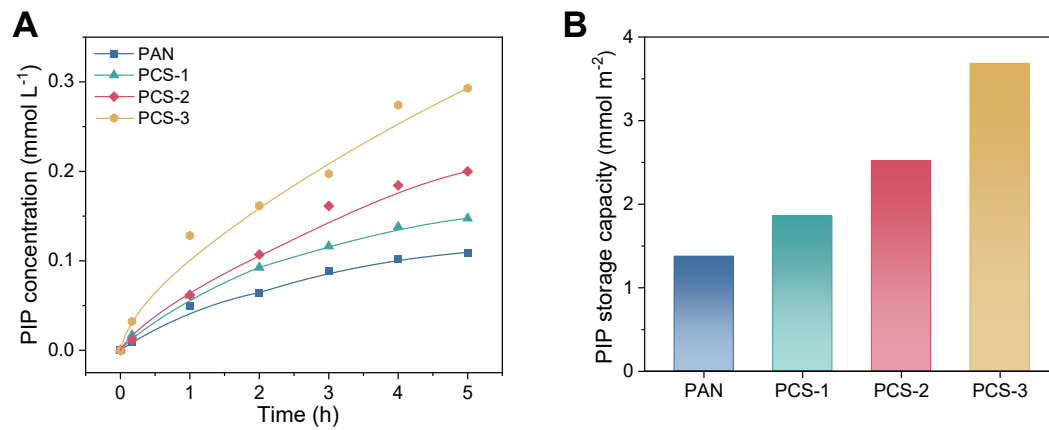 A
PIP concentration (mmol L⁻¹)
PAN
PCS-1
PCS-2
PCS-3
0.3
0.2
0.1
0.0
0 1 2 3 4 5
Time (h)
B
PIP storage capacity (mmol m⁻²)
4
3
2
1
0
PAN PCS-1 PCS-2 PCS-3